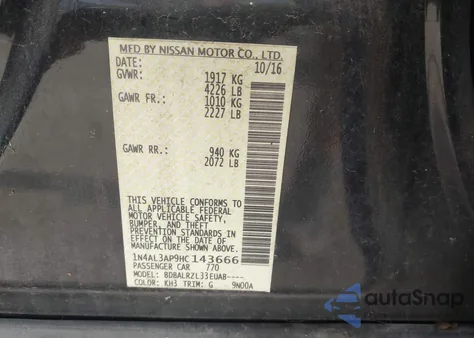 MFD BY NISSAN MOTOR CO., LTD.
DATE: 10/16
GVWR: 1917 KG
4226 LB
GAWR FR.: 1010 KG
2227 LB
GAWR RR.: 940 KG
2072 LB
THIS VEHICLE CONFORMS TO
ALL APPLICABLE FEDERAL
MOTOR VEHICLE SAFETY,
BUMPER, AND THEFT
PREVENTION STANDARDS IN
EFFECT ON THE DATE OF
MANUFACTURE SHOWN ABOVE.
1N4AL3AP9HC 143666
PASSENGER CAR 770
MODEL: BDBALRZL33EUAB----
COLOR: KH3 TRIM: G 9N00A
autoSnap